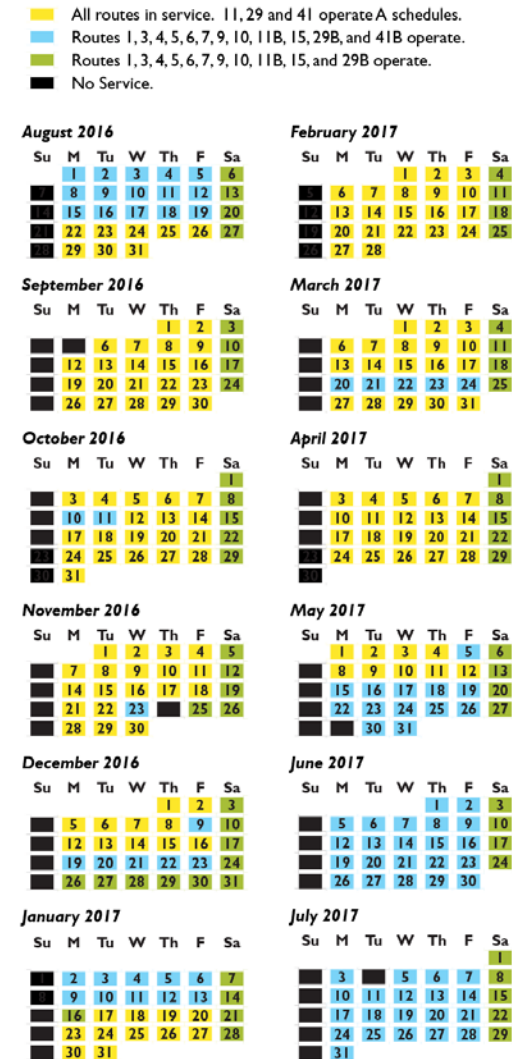 All routes in service. 11, 29 and 41 operate A schedules.
Routes 1, 3, 4, 5, 6, 7, 9, 10, 11B, 15, 29B, and 41B operate.
Routes 1, 3, 4, 5, 6, 7, 9, 10, 11B, 15, and 29B operate.
No Service.
August 2016
Su M Tu W Th F Sa
1 2 3 4 5 6
7 8 9 10 11 12 13
14 15 16 17 18 19 20
21 22 23 24 25 26 27
28 29 30 31
September 2016
Su M Tu W Th F Sa
1 2 3
6 7 8 9 10
12 13 14 15 16 17
19 20 21 22 23 24
26 27 28 29 30
October 2016
Su M Tu W Th F Sa
1
3 4 5 6 7 8
10 11 12 13 14 15
17 18 19 20 21 22
23 24 25 26 27 28 29
30 31
November 2016
Su M Tu W Th F Sa
1 2 3 4 5
7 8 9 10 11 12
14 15 16 17 18 19
21 22 23 25 26
28 29 30
December 2016
Su M Tu W Th F Sa
1 2 3
5 6 7 8 9 10
12 13 14 15 16 17
19 20 21 22 23 24
26 27 28 29 30 31
January 2017
Su M Tu W Th F Sa
1 2 3 4 5 6 7
8 9 10 11 12 13 14
16 17 18 19 20 21
23 24 25 26 27 28
30 31
February 2017
Su M Tu W Th F Sa
1 2 3 4
5 6 7 8 9 10 11
12 13 14 15 16 17 18
19 20 21 22 23 24 25
26 27 28
March 2017
Su M Tu W Th F Sa
1 2 3 4
6 7 8 9 10 11
13 14 15 16 17 18
20 21 22 23 24 25
27 28 29 30 31
April 2017
Su M Tu W Th F Sa
1
3 4 5 6 7 8
10 11 12 13 14 15
17 18 19 20 21 22
23 24 25 26 27 28 29
30
May 2017
Su M Tu W Th F Sa
1 2 3 4 5 6
8 9 10 11 12 13
15 16 17 18 19 20
22 23 24 25 26 27
30 31
June 2017
Su M Tu W Th F Sa
1 2 3
5 6 7 8 9 10
12 13 14 15 16 17
19 20 21 22 23 24
26 27 28 29 30
July 2017
Su M Tu W Th F Sa
1
3 5 6 7 8
10 11 12 13 14 15
17 18 19 20 21 22
24 25 26 27 28 29
31